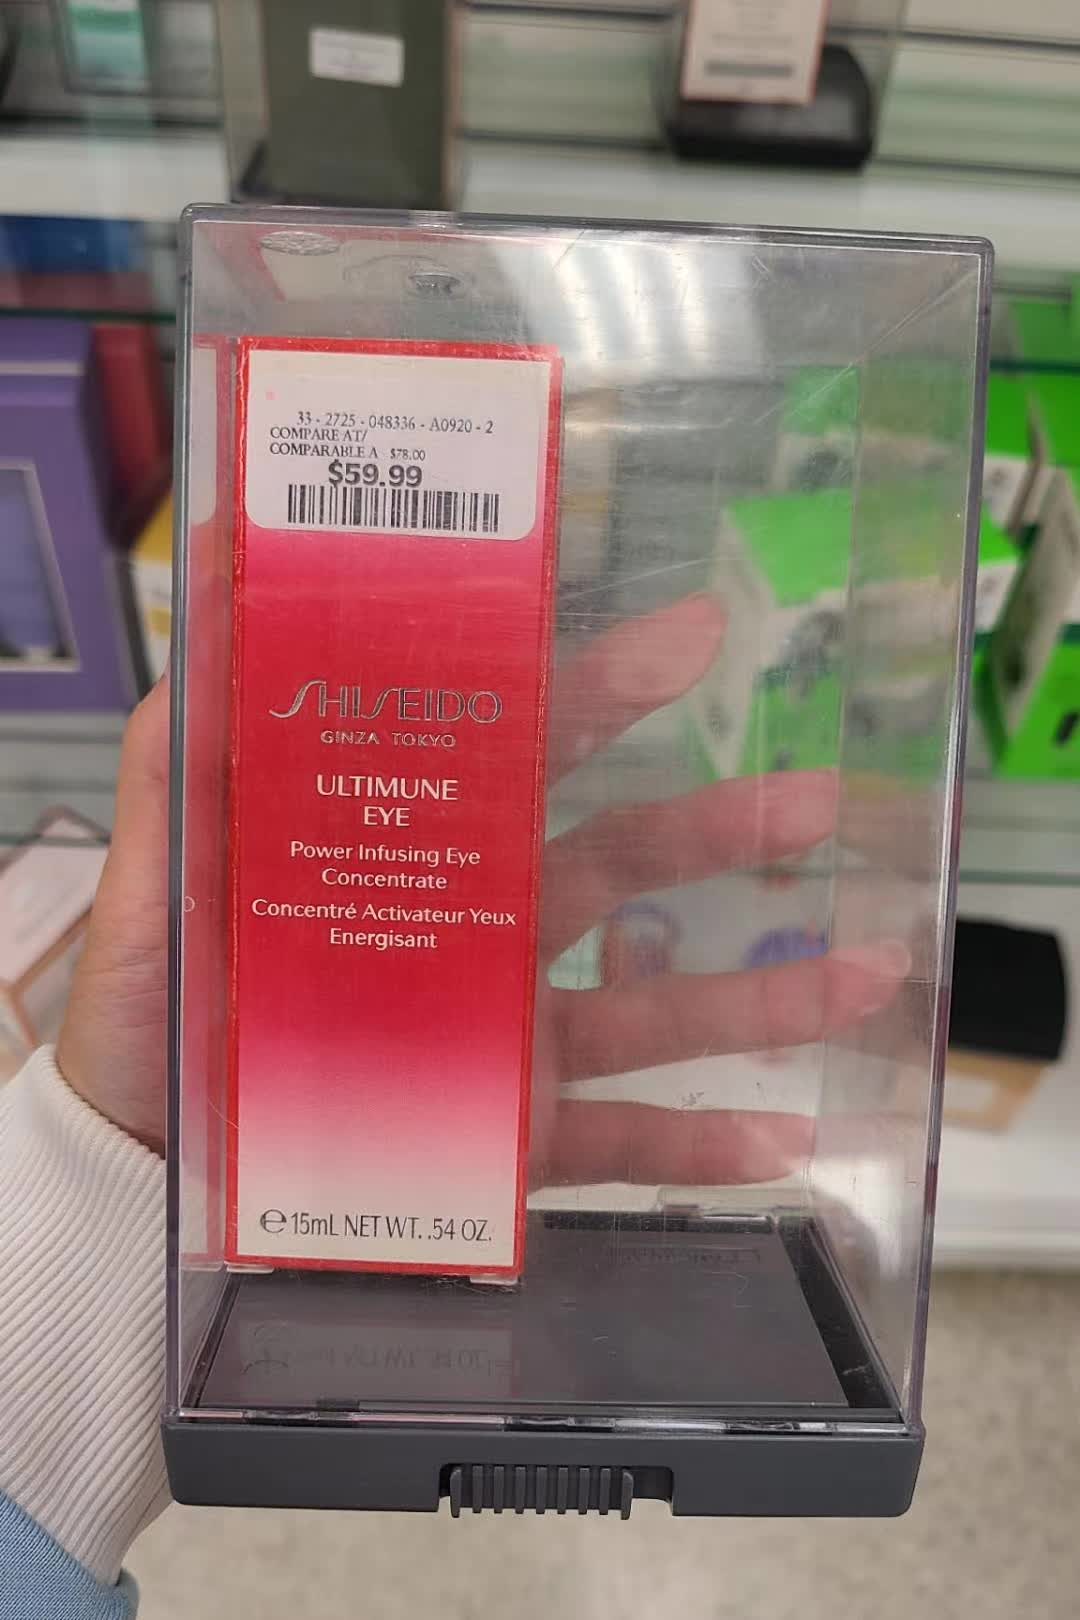 33 - 2725 - 048336 - A0920 - 2
COMPARE AT/
COMPARABLE A $78.00
$59.99
SHISEIDO
GINZA TOKYO
ULTIMUNE
EYE
Power Infusing Eye
Concentrate
Concentré Activateur Yeux
Energisant
℮ 15mL NET WT. .54 OZ.